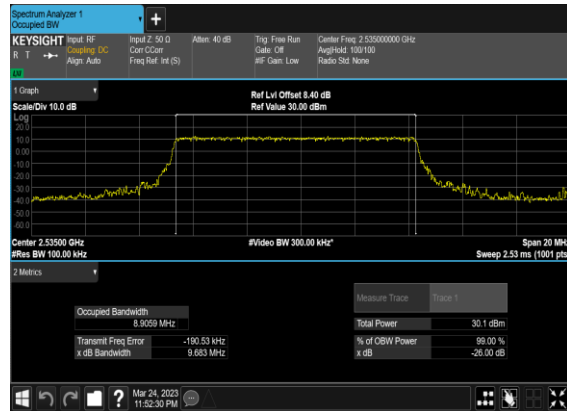 Spectrum Analyzer 1
Occupied BW
+
KEYSIGHT Input: RF Input Z: 50 Ω Atten: 40 dB Trig: Free Run Center Freq: 2.535000000 GHz
R T Coupling: DC Corr CCorr Gate: Off Avg|Hold: 100/100
Align: Auto Freq Ref: Int (S) #IF Gain: Low Radio Std: None
LW
1 Graph
Ref Lvl Offset 8.40 dB
Scale/Div 10.0 dB Ref Value 30.00 dBm
Log
20.0
10.0
0.00
-10.0
-20.0
-30.0
-40.0
-50.0
-60.0
Center 2.53500 GHz #Video BW 300.00 kHz* Span 20 MHz
#Res BW 100.00 kHz Sweep 2.53 ms (1001 pts
2 Metrics
Measure Trace Trace 1
Occupied Bandwidth
8.9059 MHz Total Power 30.1 dBm
Transmit Freq Error -190.53 kHz % of OBW Power 99.00 %
x dB Bandwidth 9.683 MHz x dB -26.00 dB
?
Mar 24, 2023
11:52:30 PM